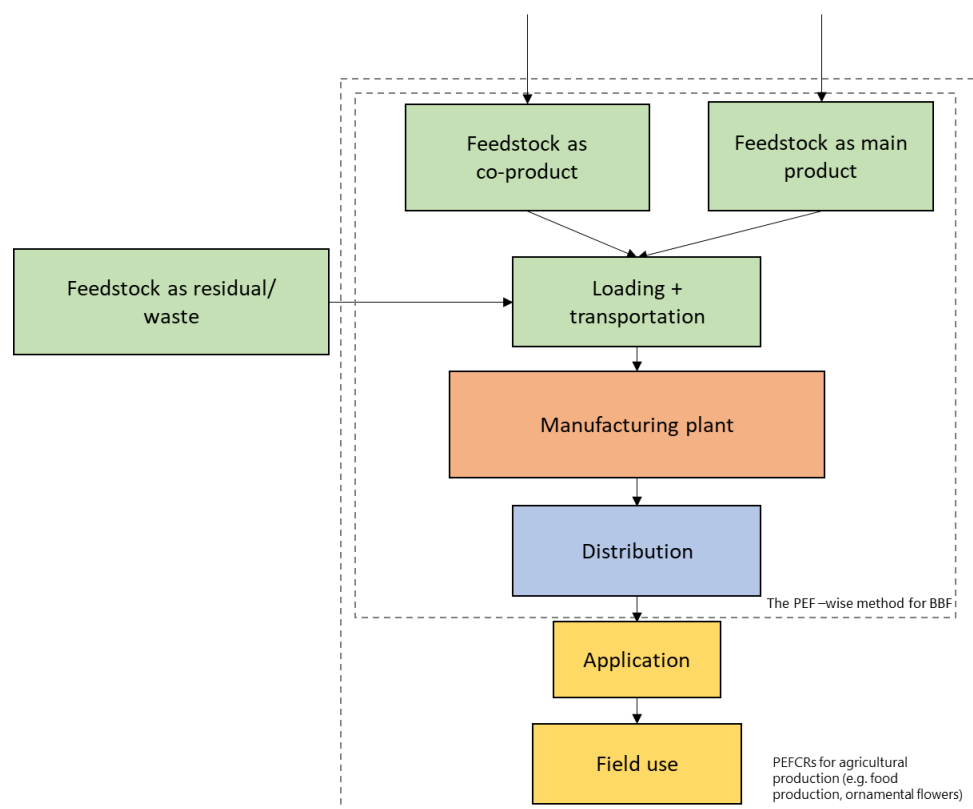 Feedstock as
co-product
Feedstock as main
product
Feedstock as residual/
waste
Loading +
transportation
Manufacturing plant
Distribution
The PEF –wise method for BBF
Application
Field use
PEFCRs for agricultural
production (e.g. food
production, ornamental flowers)